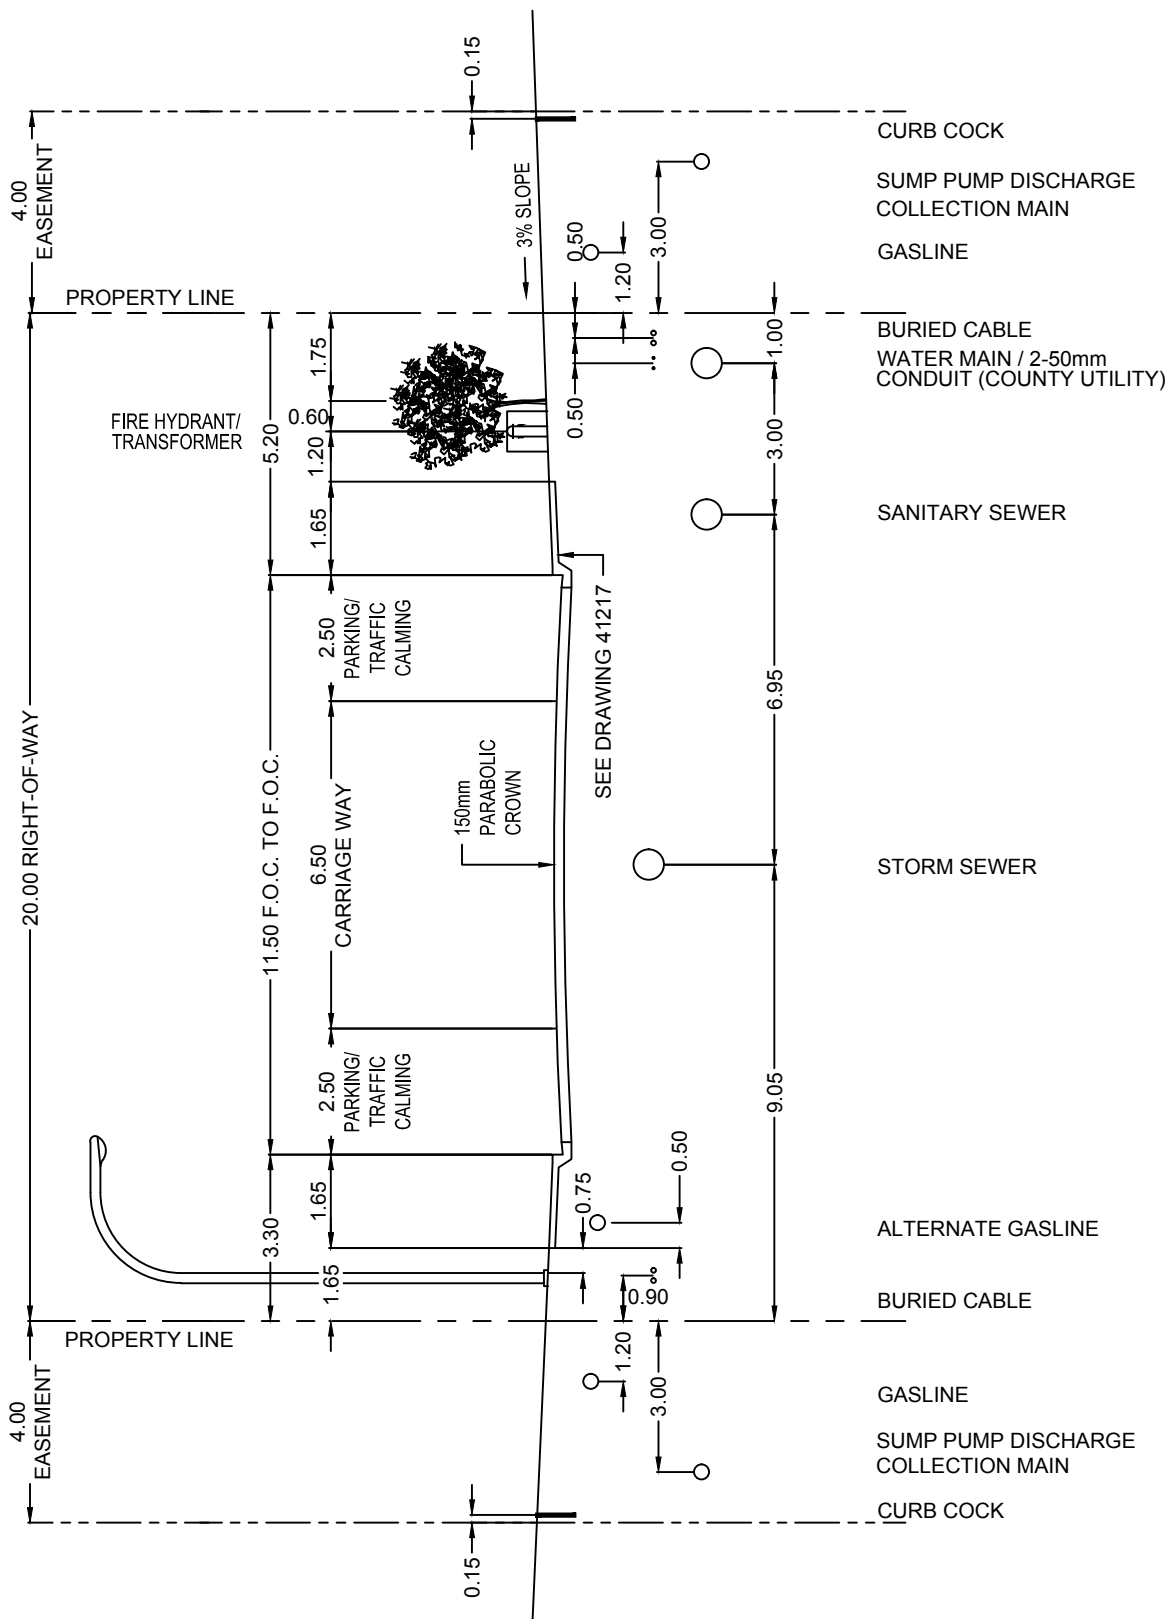 0.15
CURB COCK
4.00
EASEMENT
SUMP PUMP DISCHARGE
COLLECTION MAIN
3% SLOPE
0.50
3.00
1.20
GASLINE
PROPERTY LINE
1.00
BURIED CABLE
WATER MAIN / 2-50mm
CONDUIT (COUNTY UTILITY)
1.75
0.60
0.50
FIRE HYDRANT/
TRANSFORMER
5.20
1.20
3.00
1.65
SANITARY SEWER
2.50
PARKING/
TRAFFIC
CALMING
SEE DRAWING 41217
6.95
20.00 RIGHT-OF-WAY
11.50 F.O.C. TO F.O.C.
6.50
CARRIAGE WAY
150mm
PARABOLIC
CROWN
STORM SEWER
2.50
PARKING/
TRAFFIC
CALMING
9.05
0.50
0.75
1.65
3.30
ALTERNATE GASLINE
1.65
0.90
BURIED CABLE
PROPERTY LINE
1.20
3.00
4.00
EASEMENT
GASLINE
SUMP PUMP DISCHARGE
COLLECTION MAIN
CURB COCK
0.15